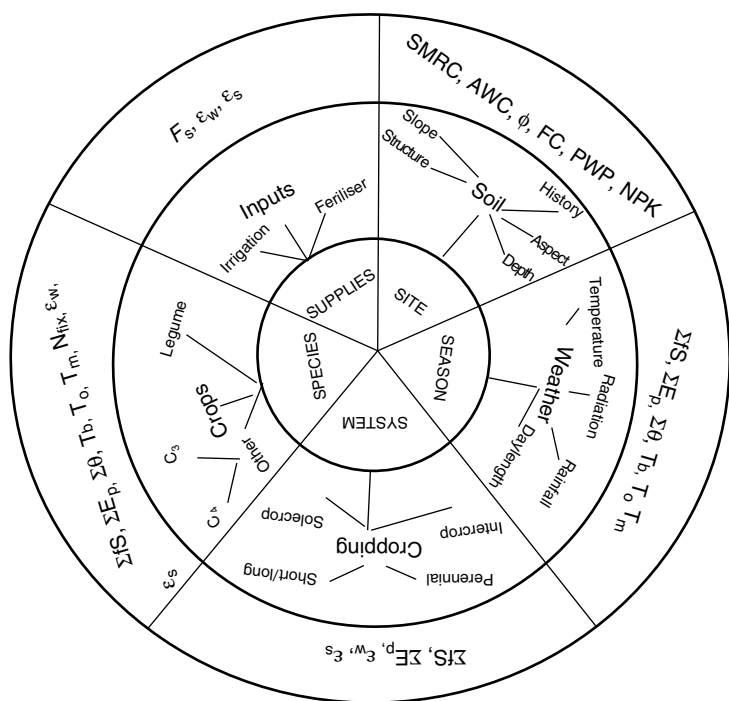 SMRC, AWC, ϕ, FC, PWP, NPK
Slope
Structure
Soil
History
Aspect
Depth
SITE
Temperature
Weather
Radiation
Daylength
Rainfall
SEASON
ΣfS, ΣEp, Σθ, Tb, To Tm
Intercrop
Solecrop
Cropping
Perennial
Short/long
SYSTEM
ΣfS, ΣEp, εw, εs
Legume
Crops
Other
C3
C4
SPECIES
ΣfS, ΣEp, Σθ, Tb, To, Tm, Nfix, εw,
εs
Inputs
Feriliser
Irrigation
SUPPLIES
Fs, εw, εs